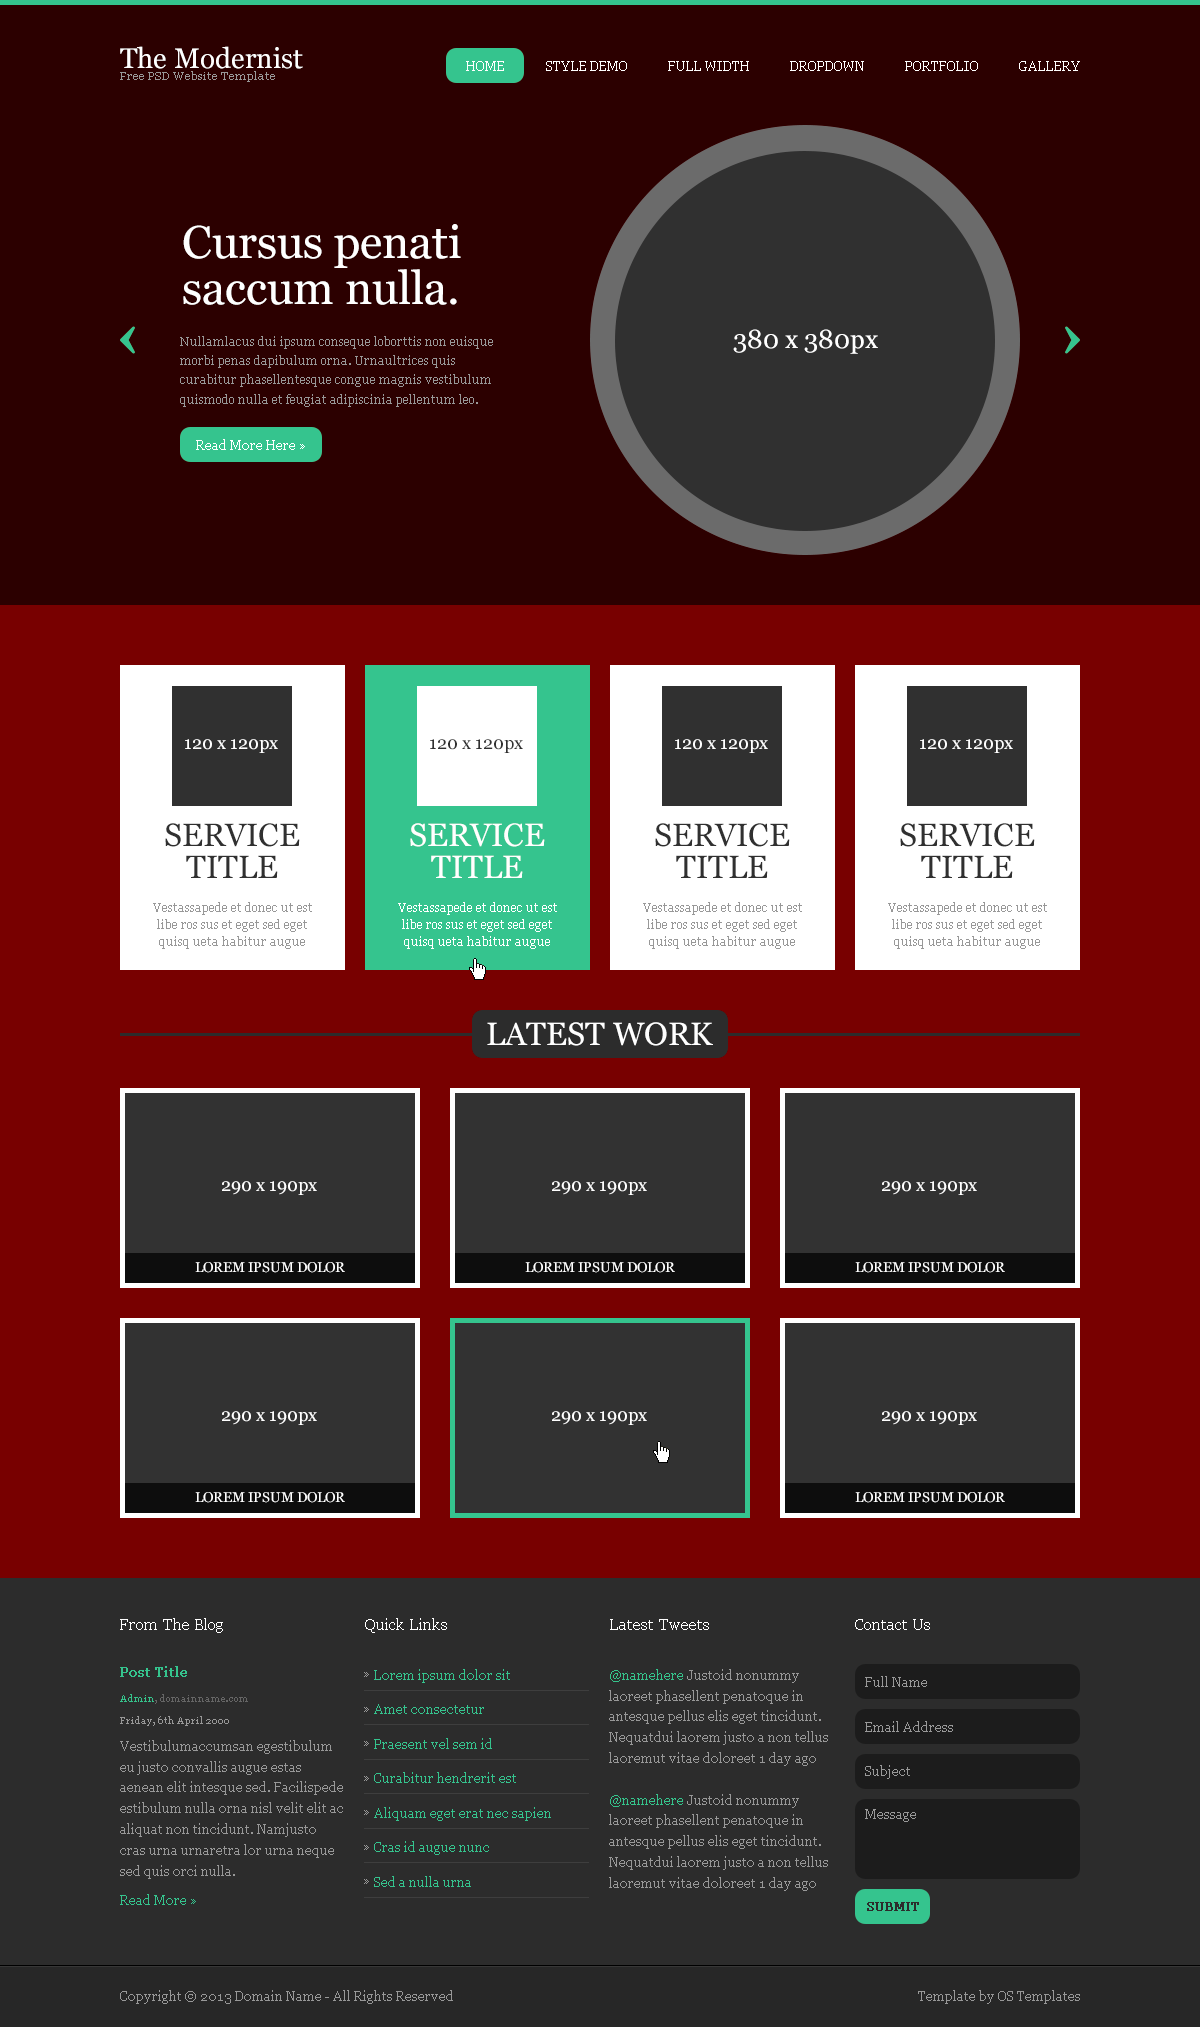 The Modernist
Free PSD Website Template
HOME STYLE DEMO FULL WIDTH DROPDOWN PORTFOLIO GALLERY
Cursus penati
saccum nulla.
Nullamlacus dui ipsum conseque loborttis non euisque
morbi penas dapibulum orna. Urnaultrices quis
curabitur phasellentesque congue magnis vestibulum
quismodo nulla et feugiat adipiscinia pellentum leo.
Read More Here »
380 x 380px
120 x 120px
SERVICE
TITLE
Vestassapede et donec ut est
libe ros sus et eget sed eget
quisq ueta habitur augue
120 x 120px
SERVICE
TITLE
Vestassapede et donec ut est
libe ros sus et eget sed eget
quisq ueta habitur augue
120 x 120px
SERVICE
TITLE
Vestassapede et donec ut est
libe ros sus et eget sed eget
quisq ueta habitur augue
120 x 120px
SERVICE
TITLE
Vestassapede et donec ut est
libe ros sus et eget sed eget
quisq ueta habitur augue
LATEST WORK
290 x 190px
LOREM IPSUM DOLOR
290 x 190px
LOREM IPSUM DOLOR
290 x 190px
LOREM IPSUM DOLOR
290 x 190px
LOREM IPSUM DOLOR
290 x 190px
290 x 190px
LOREM IPSUM DOLOR
From The Blog
Post Title
Admin, domainname.com
Friday, 6th April 2000
Vestibulumaccumsan egestibulum
eu justo convallis augue estas
aenean elit intesque sed. Facilispede
estibulum nulla orna nisl velit elit ac
aliquat non tincidunt. Namjusto
cras urna urnaretra lor urna neque
sed quis orci nulla.
Read More »
Quick Links
» Lorem ipsum dolor sit
» Amet consectetur
» Praesent vel sem id
» Curabitur hendrerit est
» Aliquam eget erat nec sapien
» Cras id augue nunc
» Sed a nulla urna
Latest Tweets
@namehere Justoid nonummy
laoreet phasellent penatoque in
antesque pellus elis eget tincidunt.
Nequatdui laorem justo a non tellus
laoremut vitae doloreet 1 day ago
@namehere Justoid nonummy
laoreet phasellent penatoque in
antesque pellus elis eget tincidunt.
Nequatdui laorem justo a non tellus
laoremut vitae doloreet 1 day ago
Contact Us
Full Name
Email Address
Subject
Message
SUBMIT
Copyright © 2013 Domain Name - All Rights Reserved
Template by OS Templates